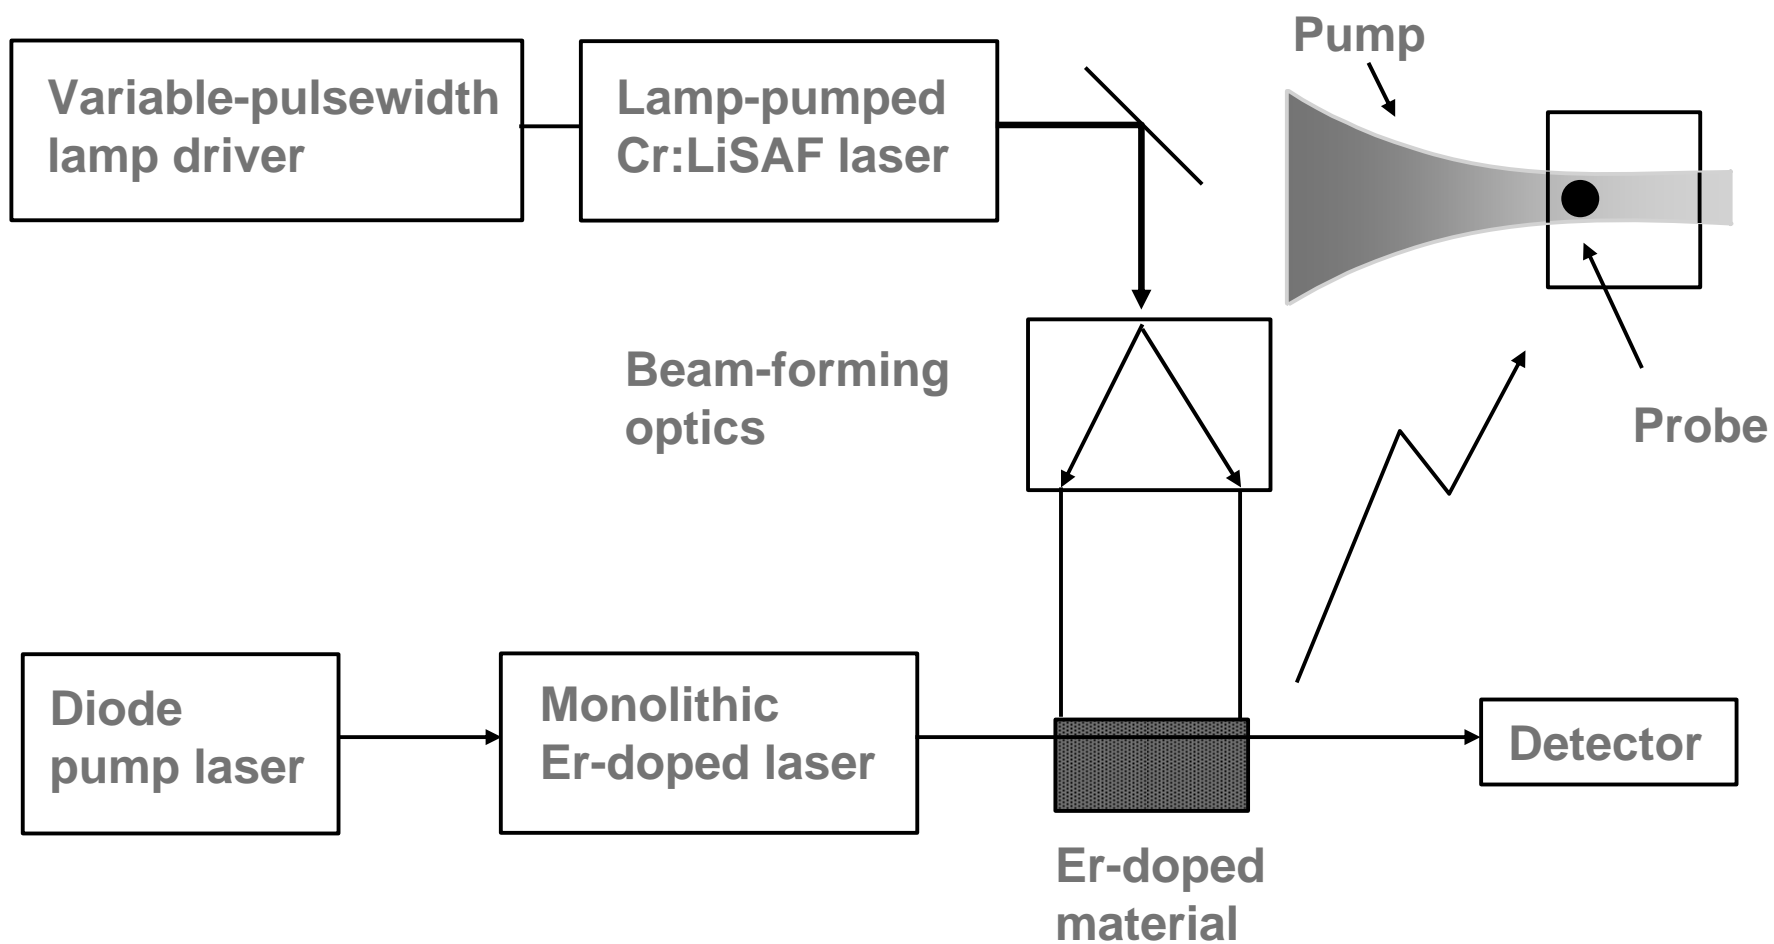 Pump
Variable-pulsewidth
lamp driver
Lamp-pumped
Cr:LiSAF laser
Beam-forming
optics
Probe
Diode
pump laser
Monolithic
Er-doped laser
Detector
Er-doped
material